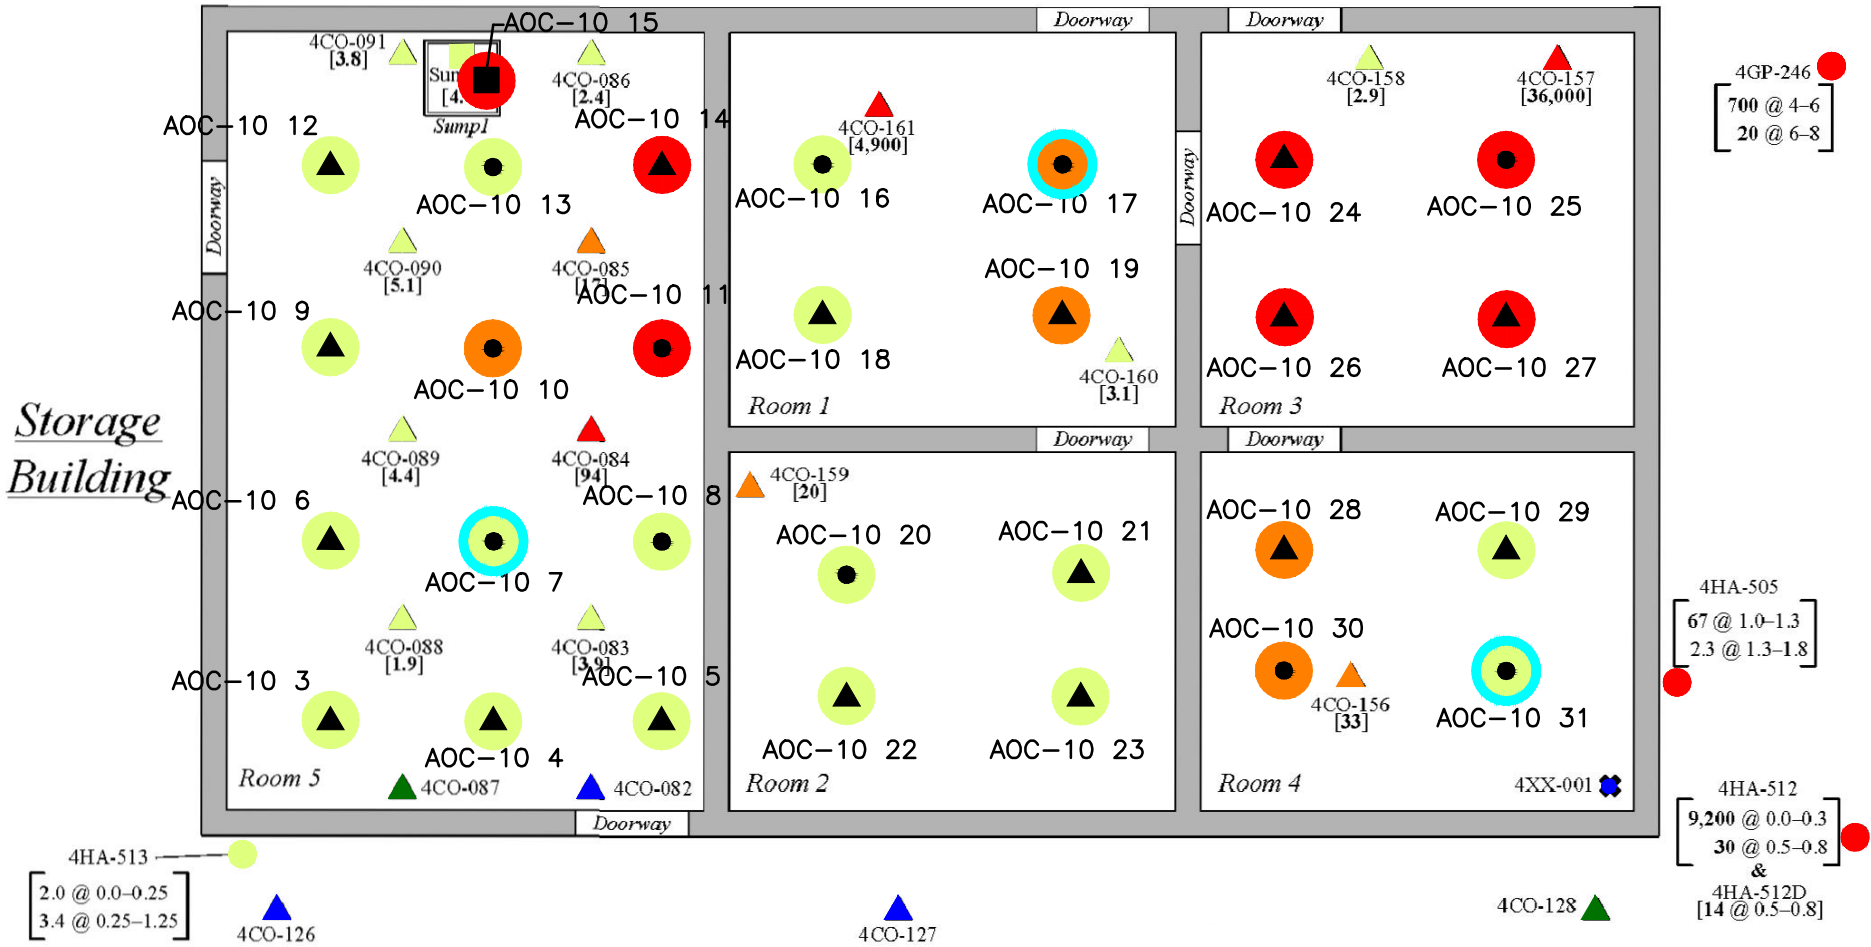 Doorway
Doorway
AOC-10 15
4CO-091
[3.8]
4CO-086
[2.4]
Sump1
4CO-158
[2.9]
4CO-157
[36,000]
4GP-246
700 @ 4–6
20 @ 6–8
AOC-10 12
AOC-10 14
4CO-161
[4,900]
Doorway
Doorway
AOC-10 13
AOC-10 16
AOC-10 17
AOC-10 24
AOC-10 25
4CO-090
[5.1]
4CO-085
[17]
AOC-10 19
AOC-10 9
AOC-10 11
AOC-10 10
AOC-10 18
4CO-160
[3.1]
AOC-10 26
AOC-10 27
Room 1
Room 3
Storage
Building
Doorway
Doorway
4CO-089
[4.4]
4CO-084
[94]
4CO-159
[20]
AOC-10 6
AOC-10 8
AOC-10 20
AOC-10 21
AOC-10 28
AOC-10 29
AOC-10 7
4HA-505
67 @ 1.0–1.3
2.3 @ 1.3–1.8
4CO-088
[1.9]
4CO-083
[3.9]
AOC-10 30
AOC-10 3
AOC-10 5
4CO-156
[33]
AOC-10 31
AOC-10 4
AOC-10 22
AOC-10 23
Room 5
4CO-087
4CO-082
Room 2
Room 4
4XX-001
Doorway
4HA-512
9,200 @ 0.0–0.3
30 @ 0.5–0.8
&
4HA-512D
[14 @ 0.5–0.8]
4HA-513
2.0 @ 0.0–0.25
3.4 @ 0.25–1.25
4CO-126
4CO-127
4CO-128